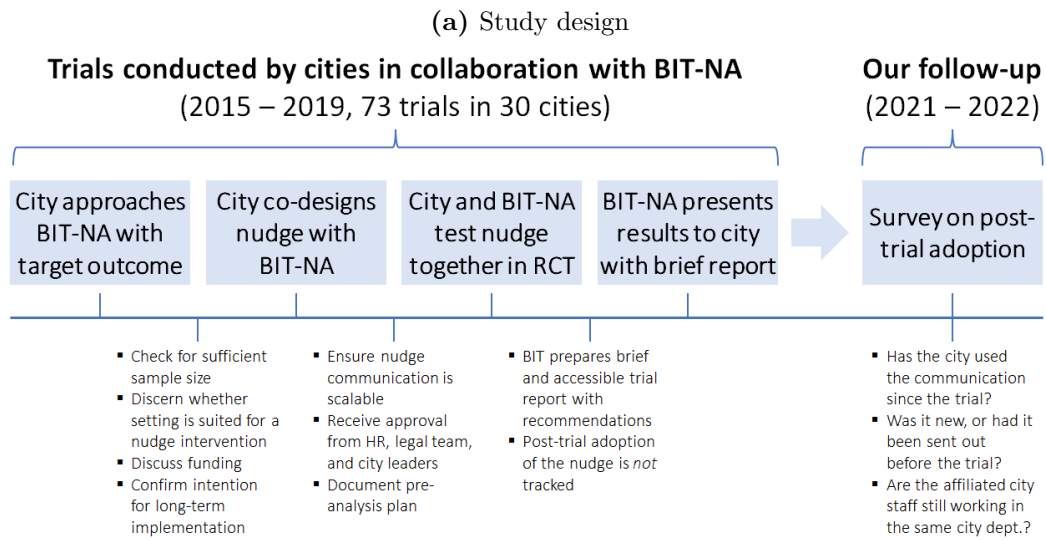 (a) Study design
Trials conducted by cities in collaboration with BIT-NA
(2015 – 2019, 73 trials in 30 cities)
Our follow-up
(2021 – 2022)
City approaches
BIT-NA with
target outcome
City co-designs
nudge with
BIT-NA
City and BIT-NA
test nudge
together in RCT
BIT-NA presents
results to city
with brief report
Survey on post-
trial adoption
▪ Check for sufficient
sample size
▪ Discern whether
setting is suited for a
nudge intervention
▪ Discuss funding
▪ Confirm intention
for long-term
implementation
▪ Ensure nudge
communication is
scalable
▪ Receive approval
from HR, legal team,
and city leaders
▪ Document pre-
analysis plan
▪ BIT prepares brief
and accessible trial
report with
recommendations
▪ Post-trial adoption
of the nudge is not
tracked
▪ Has the city used
the communication
since the trial?
▪ Was it new, or had it
been sent out
before the trial?
▪ Are the affiliated city
staff still working in
the same city dept.?